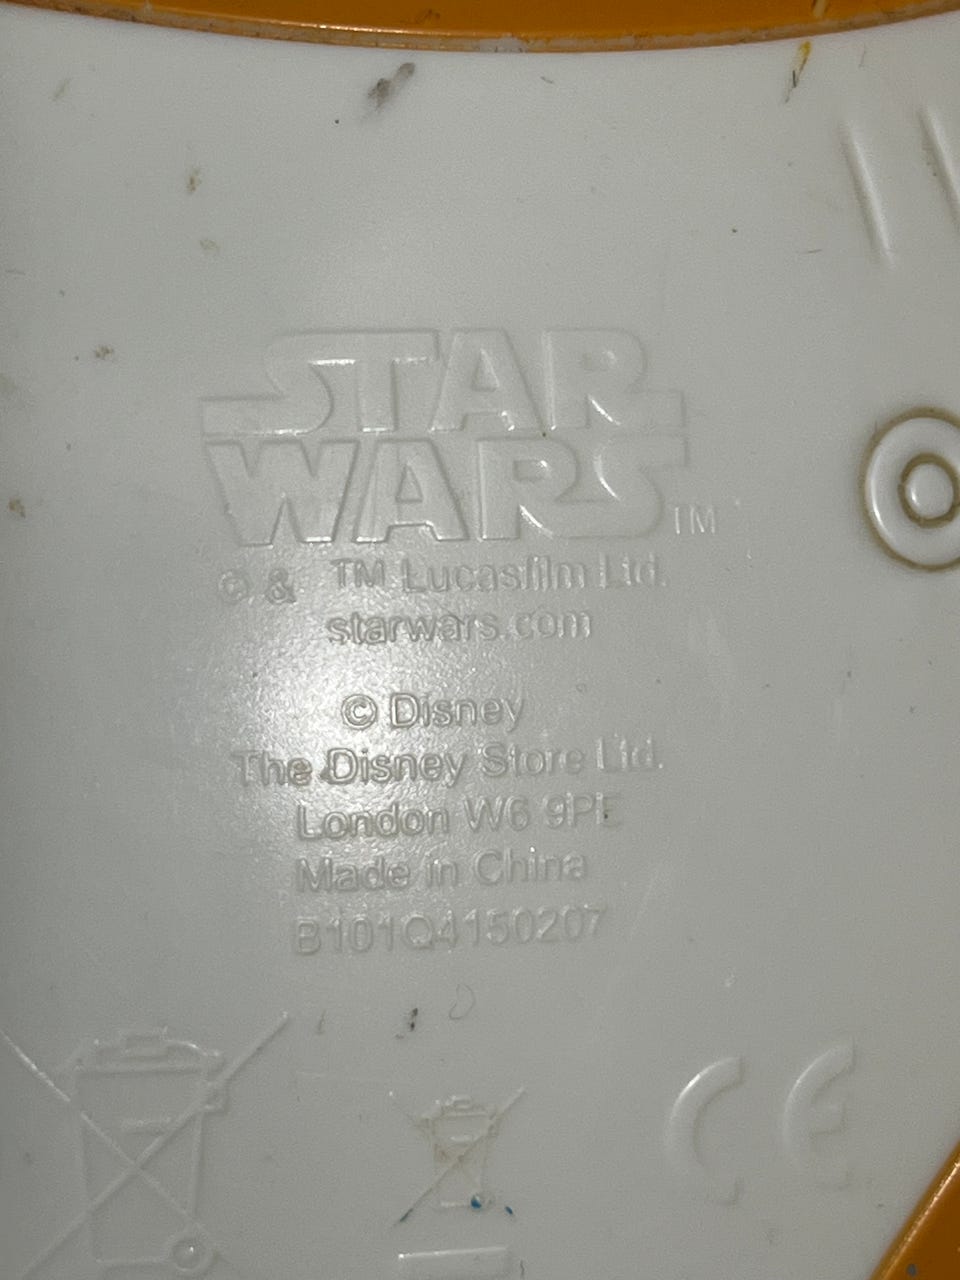 STAR
WARS TM
© & TM Lucasfilm Ltd.
starwars.com
© Disney
The Disney Store Ltd.
London W6 9PE
Made in China
B101Q4150207
CE